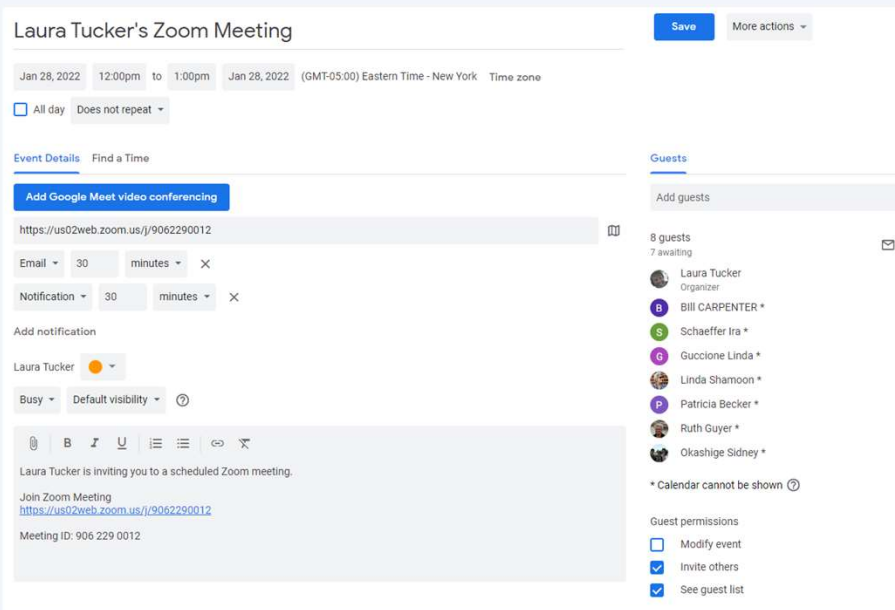 Laura Tucker's Zoom Meeting
Save
More actions
Jan 28, 2022 12:00pm to 1:00pm Jan 28, 2022 (GMT-05:00) Eastern Time - New York Time zone
All day Does not repeat
Event Details Find a Time
Add Google Meet video conferencing
https://us02web.zoom.us/j/9062290012
Email 30 minutes
Notification 30 minutes
Add notification
Laura Tucker
Busy Default visibility
B I U
Laura Tucker is inviting you to a scheduled Zoom meeting.
Join Zoom Meeting
https://us02web.zoom.us/j/9062290012
Meeting ID: 906 229 0012
Guests
Add guests
8 guests
7 awaiting
Laura Tucker
Organizer
B Bill CARPENTER *
S Schaeffer Ira *
G Guccione Linda *
Linda Shamoon *
P Patricia Becker *
Ruth Guyer *
Okashige Sidney *
* Calendar cannot be shown
Guest permissions
Modify event
Invite others
See guest list